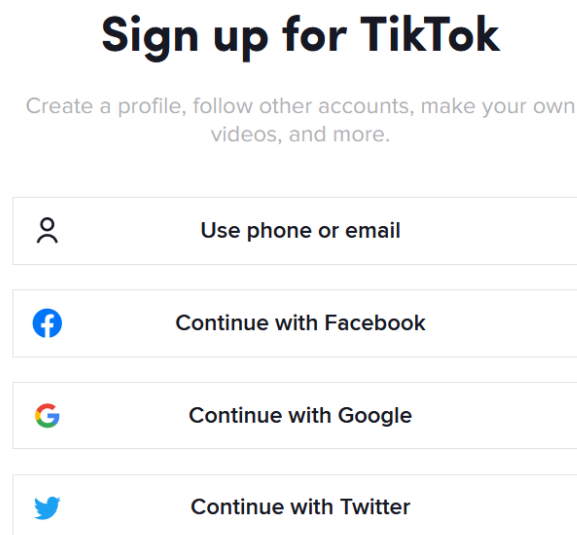 Sign up for TikTok
Create a profile, follow other accounts, make your own
videos, and more.
Use phone or email
Continue with Facebook
Continue with Google
Continue with Twitter